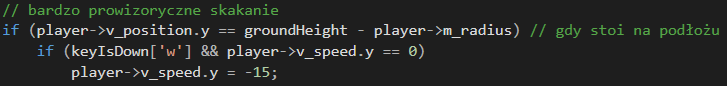 // bardzo prowizoryczne skakanie
if (player->v_position.y == groundHeight - player->m_radius) // gdy stoi na podłożu
    if (keyIsDown['w'] && player->v_speed.y == 0)
        player->v_speed.y = -15;